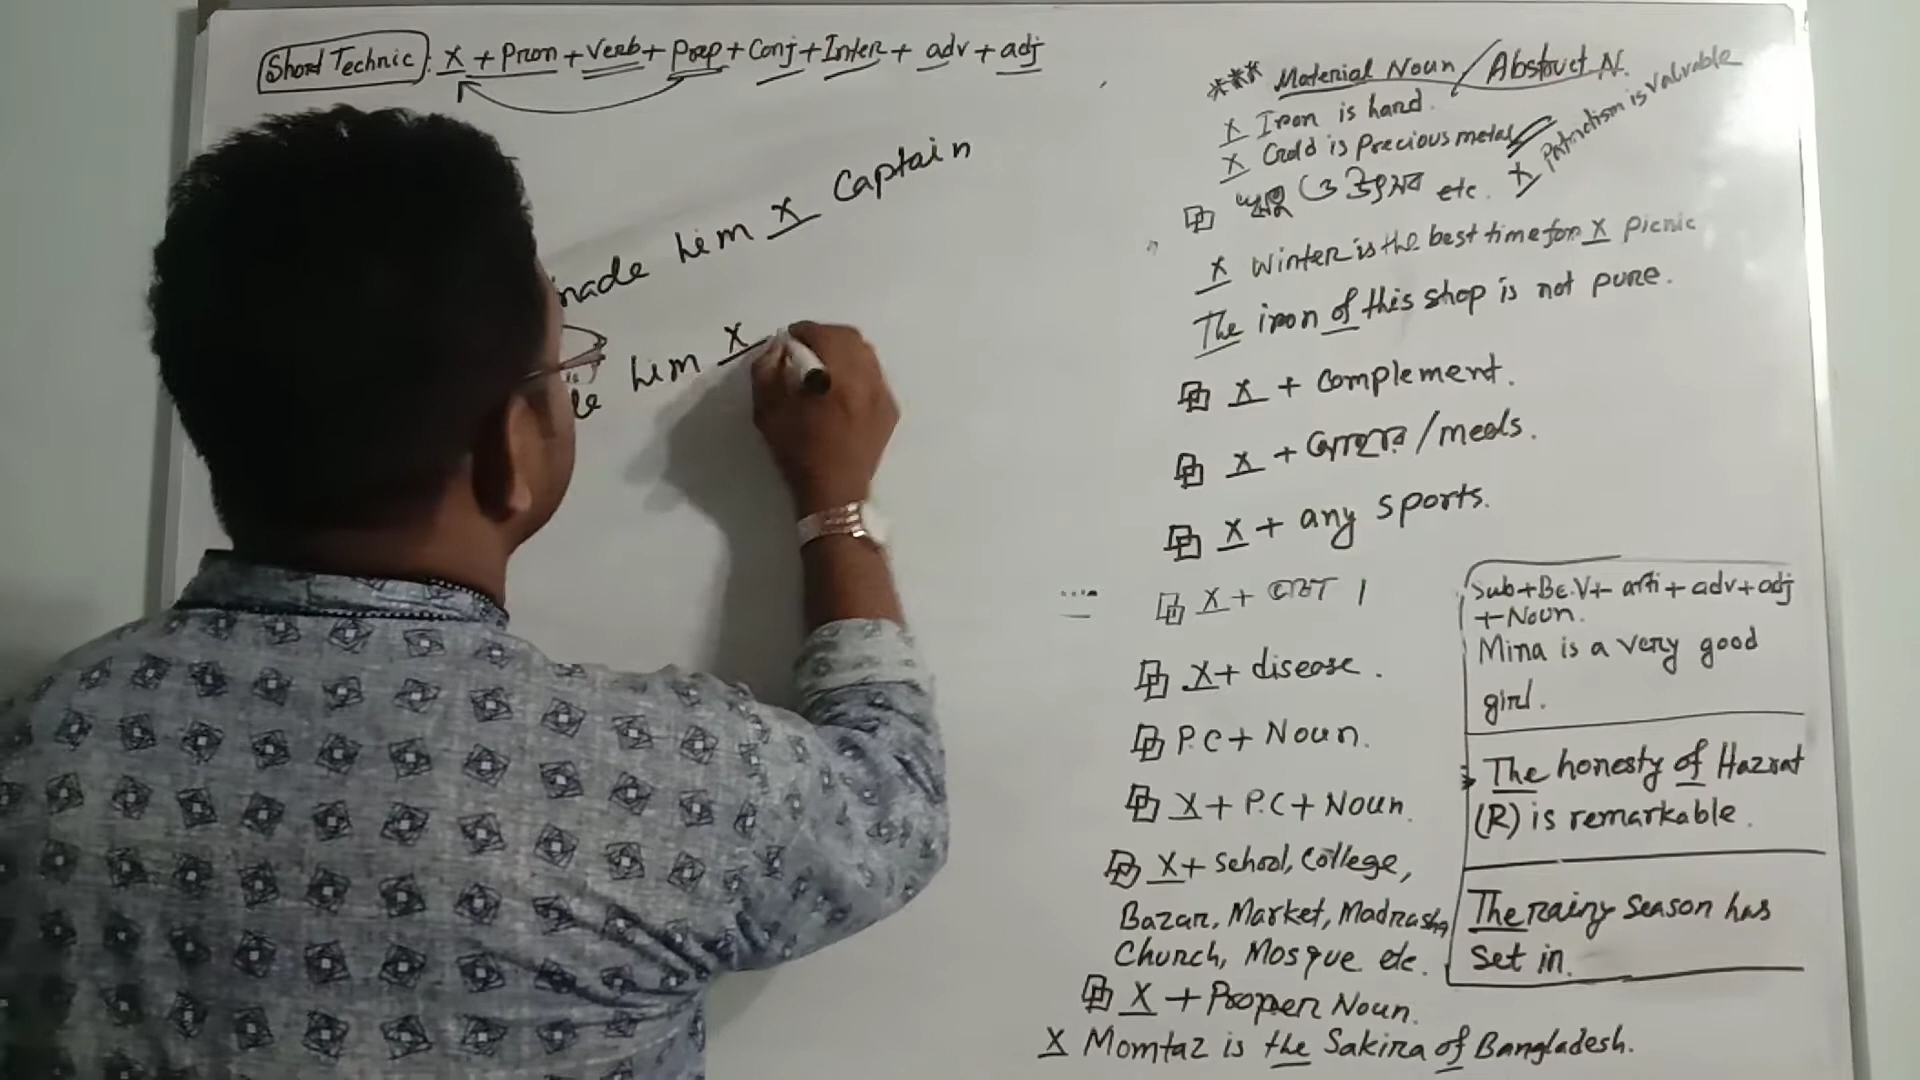 Short Technic: X + Pron + Verb + Prep + Conj + Inter + adv + adj
made him X Captain
him X
*** Material Noun / Abstruct N.
X Iron is hard.
X Gold is Precious metal
X Patriotism is valuable
ঋতু ও উৎসব etc.
X Winter is the best time for X Picnic
The iron of this shop is not pure.
X + Complement.
X + খাবার / meals.
X + any sports.
X +
X + disease.
P.C + Noun.
X + P.C + Noun.
X + School, College,
Bazar, Market, Madrasha
Church, Mosque etc.
X + Proper Noun.
X Momtaz is the Sakira of Bangladesh.
Sub + Be.V + arti + adv + adj
+ Noun.
Mina is a very good
girl.
The honesty of Hazrat
(R) is remarkable.
The rainy season has
set in.